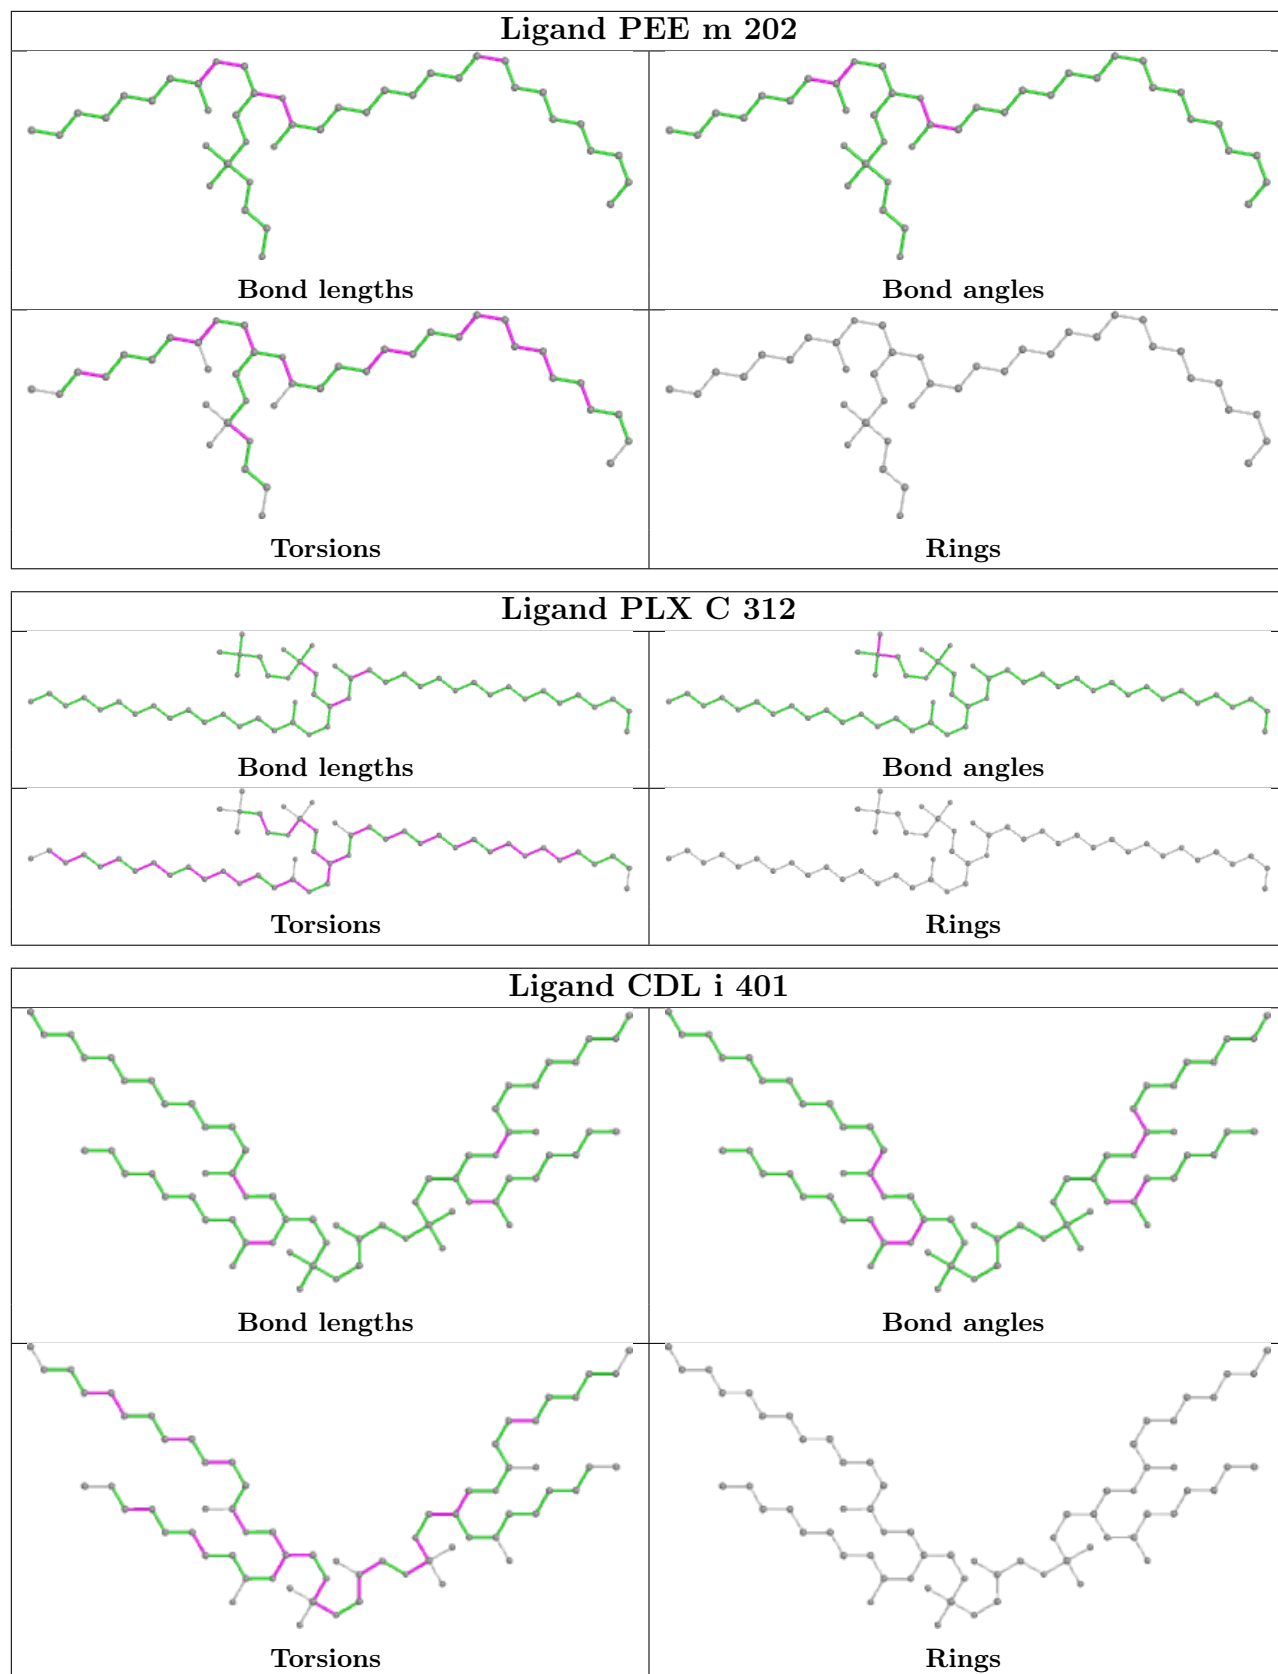 Ligand PEE m 202
Bond lengths
Bond angles
Torsions
Rings
Ligand PLX C 312
Bond lengths
Bond angles
Torsions
Rings
Ligand CDL i 401
Bond lengths
Bond angles
Torsions
Rings